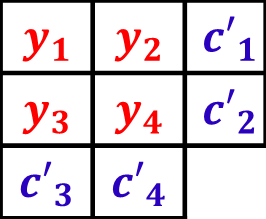 y₁ y₂ c′₁
y₃ y₄ c′₂
c′₃ c′₄